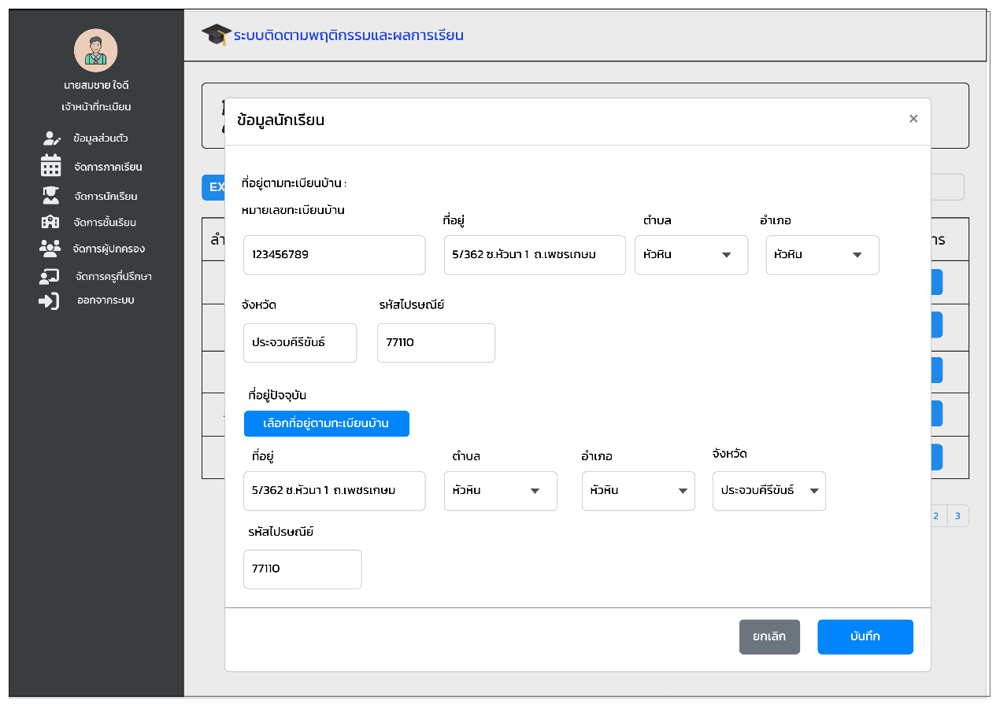 ระบบติดตามพฤติกรรมและผลการเรียน
นายสมชาย ใจดี
เจ้าหน้าที่ทะเบียน
ข้อมูลส่วนตัว
จัดการภาคเรียน
จัดการนักเรียน
จัดการชั้นเรียน
จัดการผู้ปกครอง
จัดการครูที่ปรึกษา
ออกจากระบบ
ข้อมูลนักเรียน ×
EX
ที่อยู่ตามทะเบียนบ้าน :
หมายเลขทะเบียนบ้าน ที่อยู่ ตำบล อำเภอ
123456789 5/362 ซ.หัวนา 1 ถ.เพชรเกษม หัวหิน หัวหิน
จังหวัด รหัสไปรษณีย์
ประจวบคีรีขันธ์ 77110
ที่อยู่ปัจจุบัน
เลือกที่อยู่ตามทะเบียนบ้าน
ที่อยู่ ตำบล อำเภอ จังหวัด
5/362 ซ.หัวนา 1 ถ.เพชรเกษม หัวหิน หัวหิน ประจวบคีรีขันธ์
รหัสไปรษณีย์
77110
2 3
ยกเลิก บันทึก